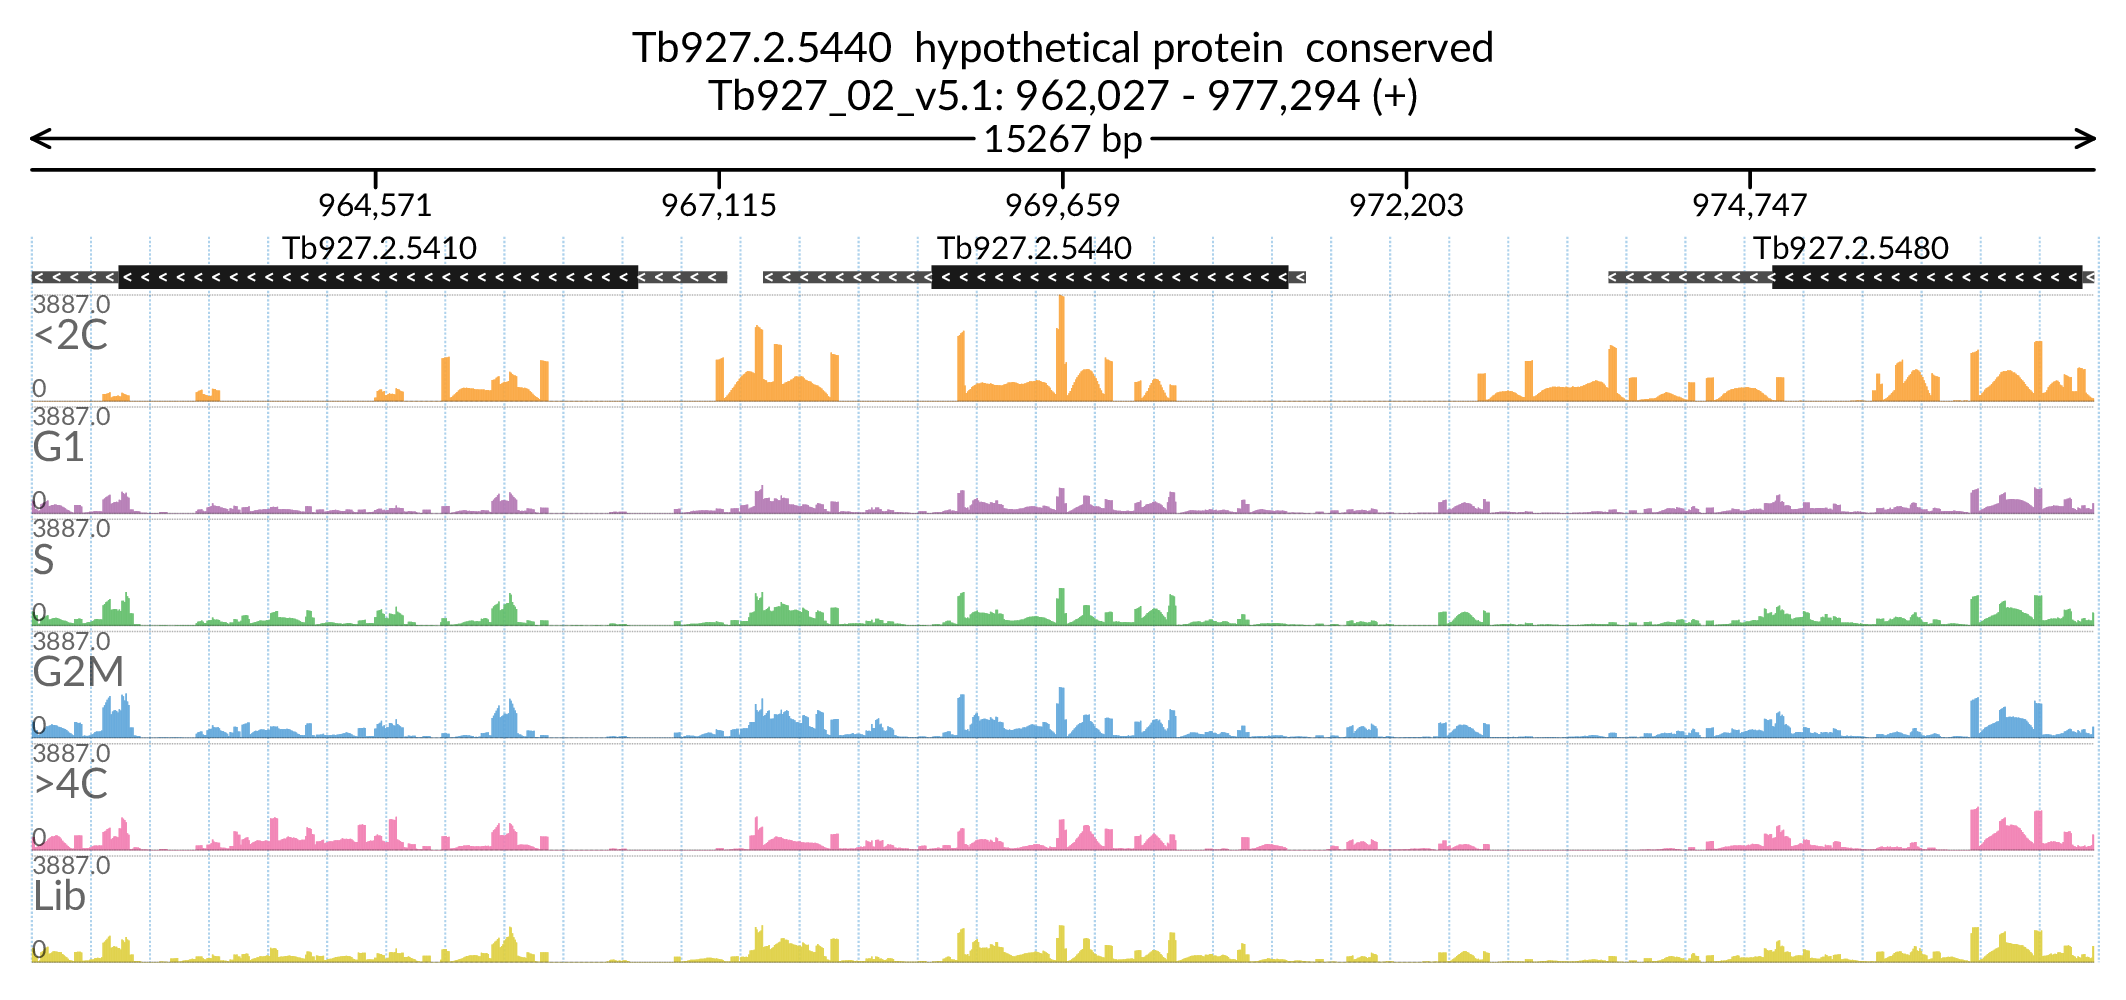 Tb927.2.5440  hypothetical protein  conserved
Tb927_02_v5.1: 962,027 - 977,294 (+)
15267 bp
964,571 967,115 969,659 972,203 974,747
Tb927.2.5410 Tb927.2.5440 Tb927.2.5480
3887.0
<2C
0
3887.0
G1
0
3887.0
S
0
3887.0
G2M
0
3887.0
>4C
0
3887.0
Lib
0